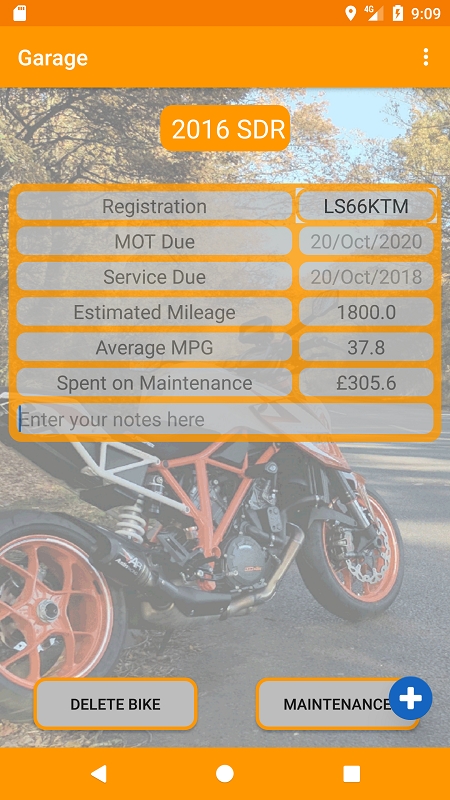 4G 9:09
Garage
2016 SDR
Registration LS66KTM
MOT Due 20/Oct/2020
Service Due 20/Oct/2018
Estimated Mileage 1800.0
Average MPG 37.8
Spent on Maintenance £305.6
Enter your notes here
DELETE BIKE MAINTENANCE